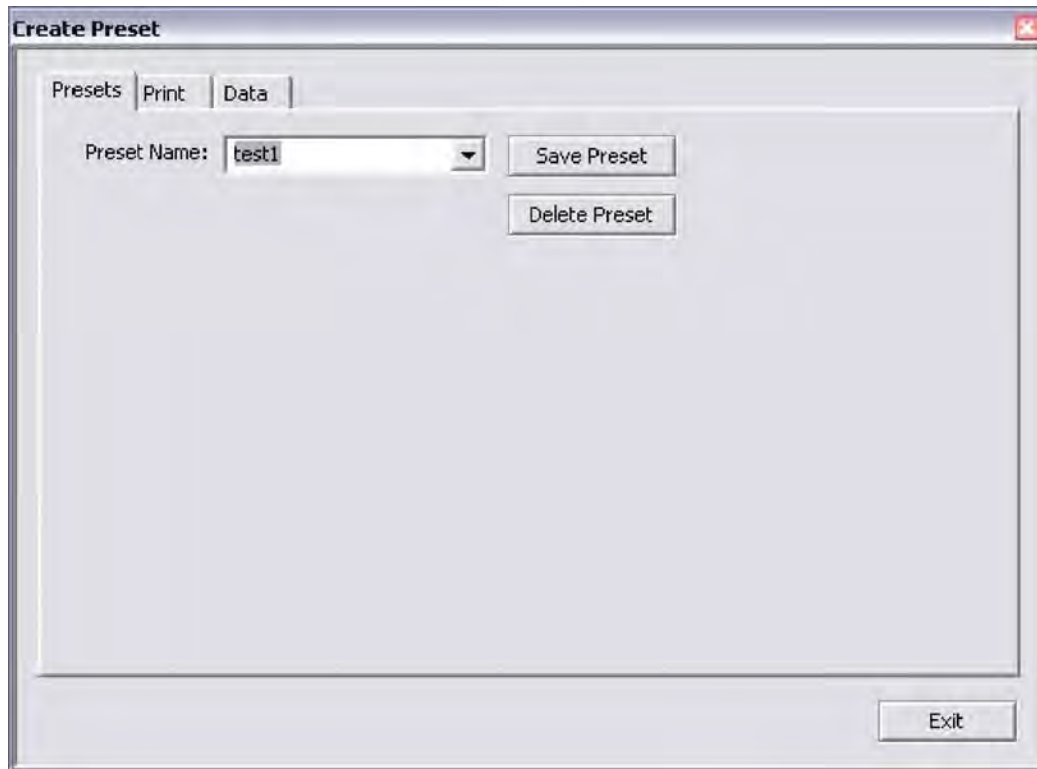 Create Preset
Presets Print Data
Preset Name: test1 Save Preset
Delete Preset
Exit